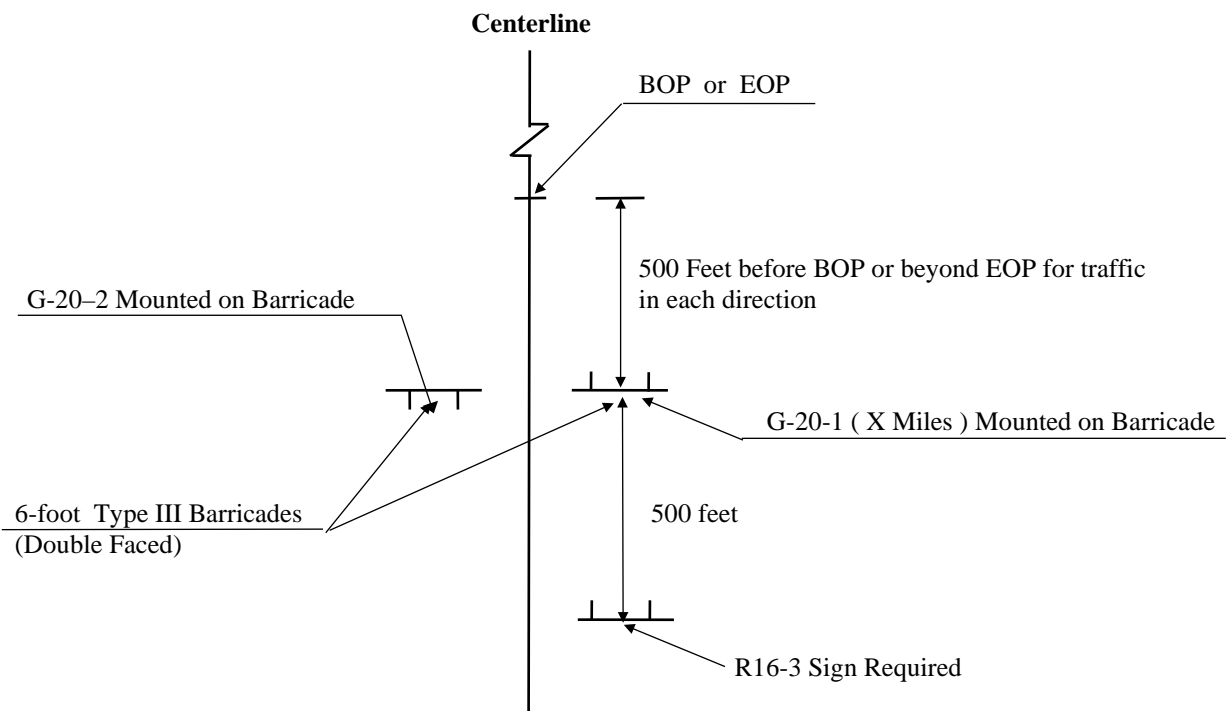 Centerline
BOP or EOP
500 Feet before BOP or beyond EOP for traffic
in each direction
G-20–2 Mounted on Barricade
G-20-1 ( X Miles ) Mounted on Barricade
6-foot Type III Barricades
(Double Faced)
500 feet
R16-3 Sign Required